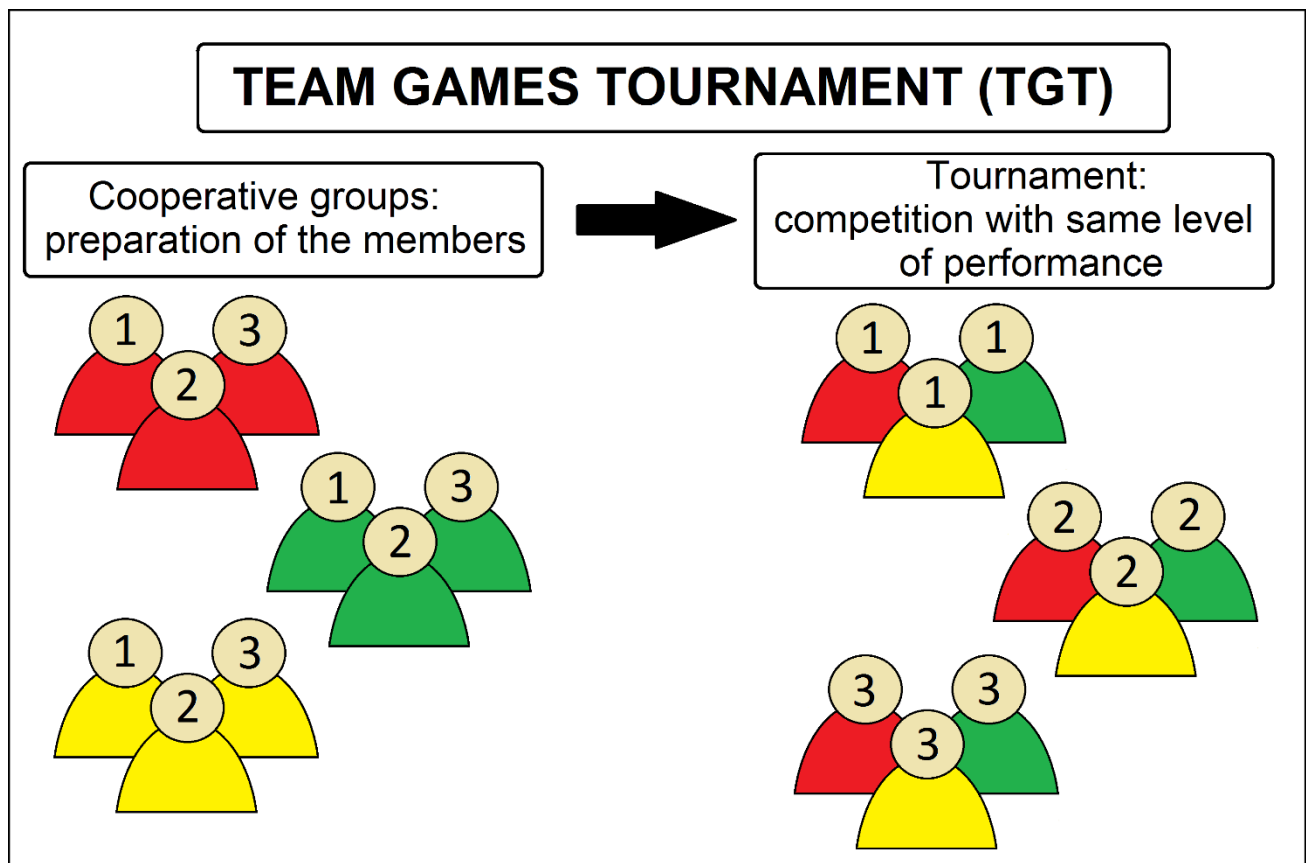 TEAM GAMES TOURNAMENT (TGT)
Cooperative groups:
preparation of the members
Tournament:
competition with same level
of performance
1 3
2
1 3
2
1 3
2
1 1
1
2 2
2
3 3
3